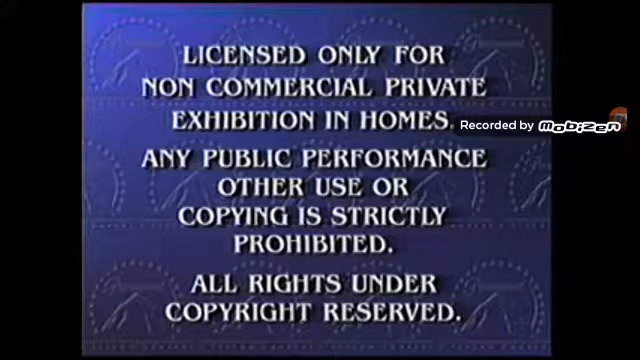 LICENSED ONLY FOR
NON COMMERCIAL PRIVATE
EXHIBITION IN HOMES.
Recorded by mobizen
ANY PUBLIC PERFORMANCE
OTHER USE OR
COPYING IS STRICTLY
PROHIBITED.
ALL RIGHTS UNDER
COPYRIGHT RESERVED.